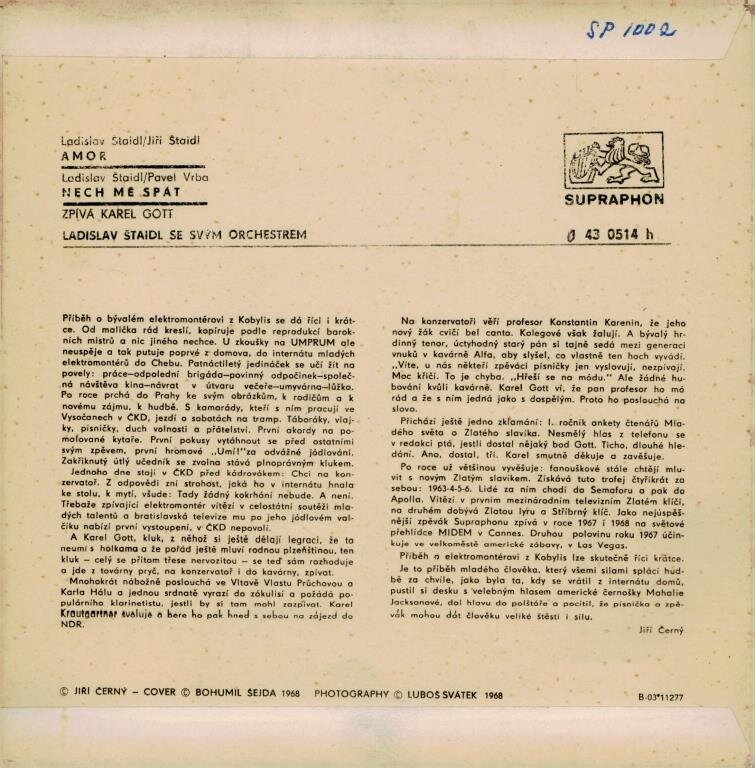 SP 1002
Ladislav Štaidl/Jiří Štaidl
AMOR
Ladislav Štaidl/Pavel Vrba
NECH MĚ SPÁT
ZPÍVÁ KAREL GOTT
LADISLAV ŠTAIDL SE SVÝM ORCHESTREM
SUPRAPHON
0 43 0514 h
Příběh o bývalém elektromontérovi z Kobylis se dá říci i krát-
ce. Od malička rád kreslí, kopíruje podle reprodukcí barok-
ních mistrů a nic jiného nechce. U zkoušky na UMPRUM ale
neuspěje a tak putuje poprvé z domova, do internátu mladých
elektromontérů do Chebu. Patnáctiletý jedináček se učí žít na
povely: práce—odpolední brigáda—povinný odpočinek—společ-
ná návštěva kina—návrat v útvaru večeře—umyvárna—lůžko.
Po roce prchá do Prahy ke svým obrázkům, k rodičům a k
novému zájmu, k hudbě. S kamarády, kteří s ním pracují ve
Vysočanech v ČKD, jezdí o sobotách na tramp. Táboráky, vlaj-
ky, písničky, duch volnosti a přátelství. První akordy na po-
malované kytaře. První pokusy vytáhnout se před ostatními
svým zpěvem, první hromové „Umí!"za odvážné jódlování.
Zakřiknutý útlý učedník se zvolna stává plnoprávným klukem.
Jednoho dne stojí v ČKD před kádrovákem: Chci na kon-
zervatoř. Z odpovědi zní strohost, jaká ho v internátu hnala
ke stolu, k mytí, všude: Tady žádný kokrhání nebude. A není.
Třebaže zpívající elektromontér vítězí v celostátní soutěži mla-
dých talentů a bratislavská televize mu po jeho jódlovém val-
číku nabízí první vystoupení, v ČKD nepovolí.
A Karel Gott, kluk, z něhož si ještě dělají legraci, že to
neumí s holkama a že pořád ještě mluví rodnou plzeňštinou, ten
kluk — celý se přitom třese nervozitou — se teď sám rozhaduje
a jde z továrny pryč, na konzervatoř i do kavárny, zpívat.
Mnohokrát nábožně poslouchá ve Vltavě Vlastu Průchovou a
Karla Hálu a jednou srdnatě vyrazí do zákulisí a požádá po-
pulárního klarinetistu, jestli by si tam mohl zazpívat. Karel
Krautgartner svoluje a bere ho pak hned s sebou na zájezd do
NDR.
Na konzervatoři věří profesor Konstantin Karenin, že jeho
nový žák cvičí bel canto. Kolegové však žalují. A bývalý hr-
dinný tenor, úctyhodný starý pán si tajně sedá mezi generaci
vnuků v kavárně Alfa, aby slyšel, co vlastně ten hoch vyvádí.
„Víte, u nás někteří zpěváci písničky jen vyslovují, nezpívají.
Moc křičí. To je chyba. „Hřeší se na módu." Ale žádné hu-
bování kvůli kavárně. Karel Gott ví, že pan profesor ho má
rád a že s ním jedná jako s dospělým. Proto ho poslouchá na
slovo.
Přichází ještě jedno zklamání: I. ročník ankety čtenářů Mla-
dého světa o Zlatého slavíka. Nesmělý hlas z telefonu se
v redakci ptá, jestli dostal nějaký bod Gott. Ticho, dlouhé hle-
dání. Ano, dostal, tři. Karel smutně děkuje a zavěšuje.
Po roce už většinou vyvěšuje: fanouškové stále chtějí mlu-
vit s novým Zlatým slavíkem. Získává tuto trofej čtyřikrát za
sebou: 1963-4-5-6. Lidé za ním chodí do Semaforu a pak do
Apolla. Vítězí v prvním mezinárodním televizním Zlatém klíči,
na druhém dobývá Zlatou lyru a Stříbrný klíč. Jako nejúspěš-
nější zpěvák Supraphonu zpívá v roce 1967 i 1968 na světové
přehlídce MIDEM v Cannes. Druhou polovinu roku 1967 účin-
kuje ve velkoměstě americké zábavy, v Las Vegas.
Příběh o elektromontérovi z Kobylis lze skutečně říci krátce.
Je to příběh mladého člověka, který všemi silami splácí hud-
bě za chvíle, jako byla ta, kdy se vrátil z internátu domů,
pustil si desku s velebným hlasem americké černošky Mahalie
Jacksonové, dal hlavu do polštáře a pocítil, že písnička a zpě-
vák mohou dát člověku veliké štěstí i sílu.
Jiří Černý
© JIŘÍ ČERNÝ – COVER © BOHUMIL ŠEJDA 1968 PHOTOGRAPHY © LUBOŠ SVÁTEK 1968
B-03*11277